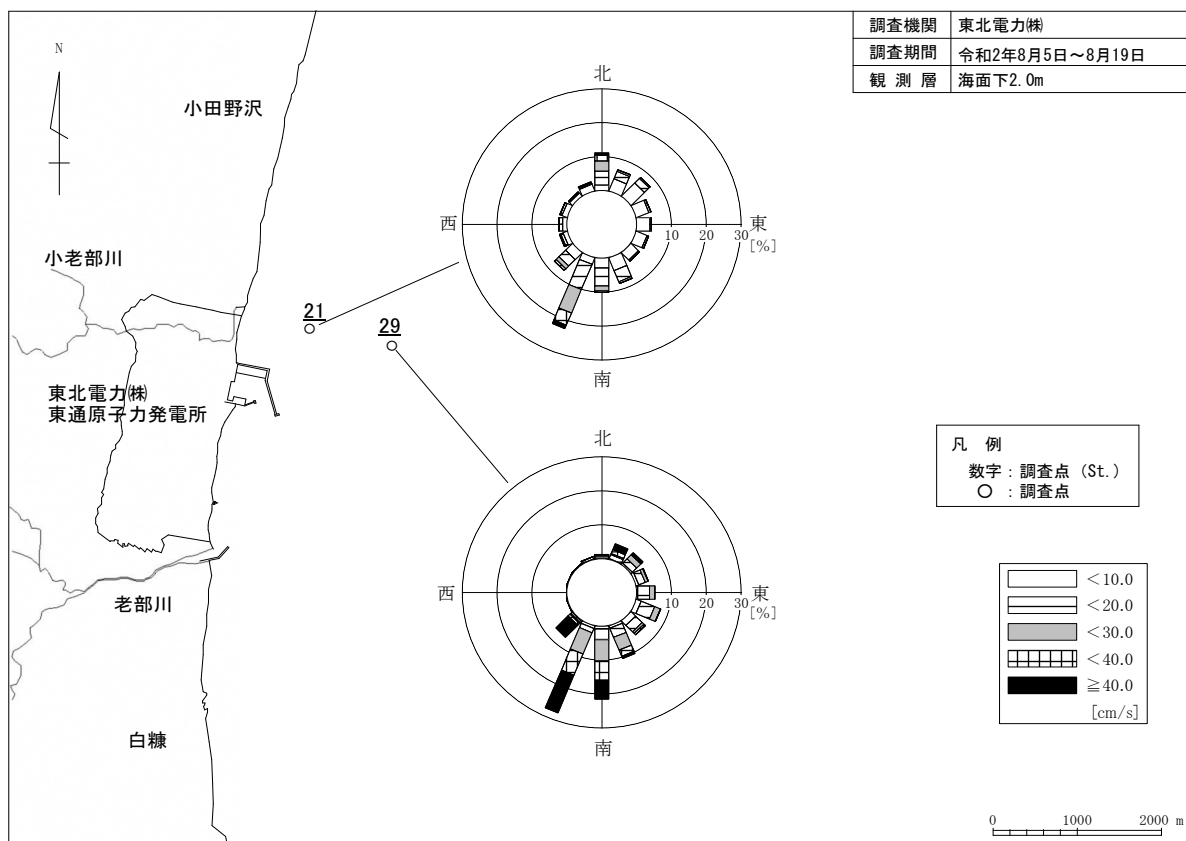 調査機関 東北電力㈱
調査期間 令和2年8月5日～8月19日
観測層 海面下2.0m
N
小田野沢
小老部川
21
29
東北電力㈱
東通原子力発電所
老部川
白糠
北
西
東
10 20 30
[%]
南
北
西
東
10 20 30
[%]
南
凡 例
数字：調査点 (St.)
○ ：調査点
＜10.0
＜20.0
＜30.0
＜40.0
≧40.0
[cm/s]
0 1000 2000 m